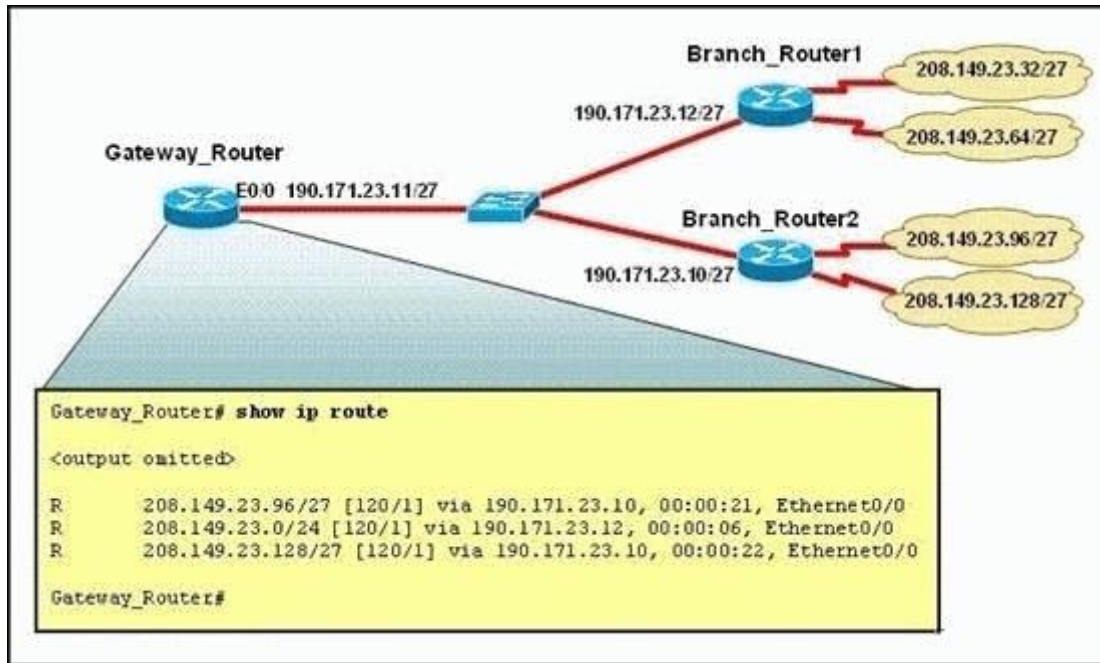 Branch_Router1
208.149.23.32/27
190.171.23.12/27
208.149.23.64/27
Gateway_Router
E0/0 190.171.23.11/27
Branch_Router2
208.149.23.96/27
190.171.23.10/27
208.149.23.128/27
Gateway_Router# show ip route
<output omitted>
R 208.149.23.96/27 [120/1] via 190.171.23.10, 00:00:21, Ethernet0/0
R 208.149.23.0/24 [120/1] via 190.171.23.12, 00:00:06, Ethernet0/0
R 208.149.23.128/27 [120/1] via 190.171.23.10, 00:00:22, Ethernet0/0
Gateway_Router#